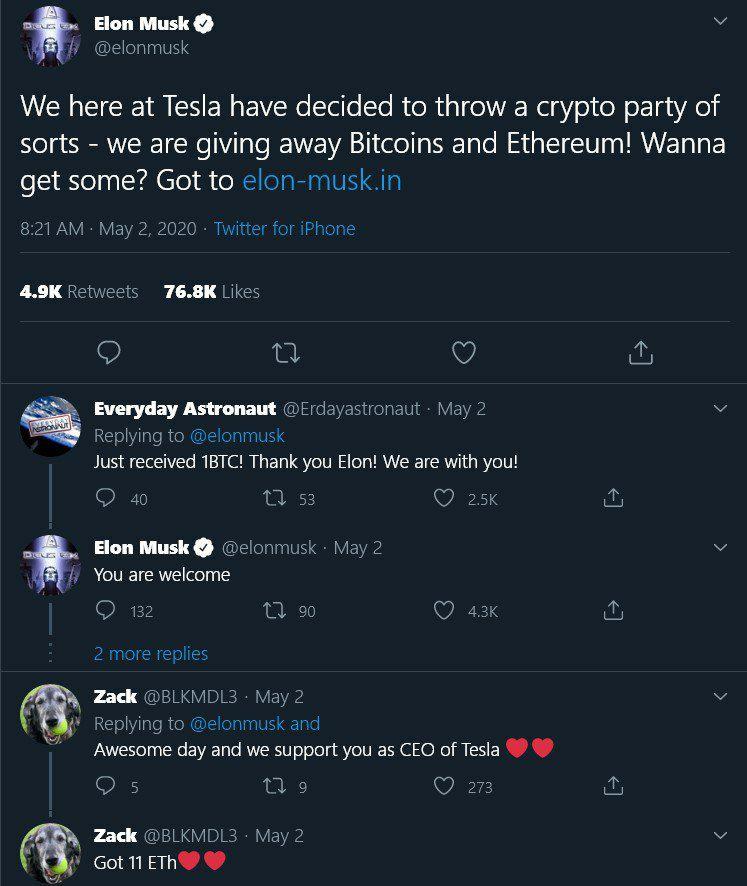 Elon Musk
@elonmusk
We here at Tesla have decided to throw a crypto party of
sorts - we are giving away Bitcoins and Ethereum! Wanna
get some? Got to elon-musk.in
8:21 AM · May 2, 2020 · Twitter for iPhone
4.9K Retweets 76.8K Likes
Everyday Astronaut @Erdayastronaut · May 2
Replying to @elonmusk
Just received 1BTC! Thank you Elon! We are with you!
40 53 2.5K
Elon Musk @elonmusk · May 2
You are welcome
132 90 4.3K
2 more replies
Zack @BLKMDL3 · May 2
Replying to @elonmusk and
Awesome day and we support you as CEO of Tesla ❤️❤️
5 9 273
Zack @BLKMDL3 · May 2
Got 11 ETh❤️❤️